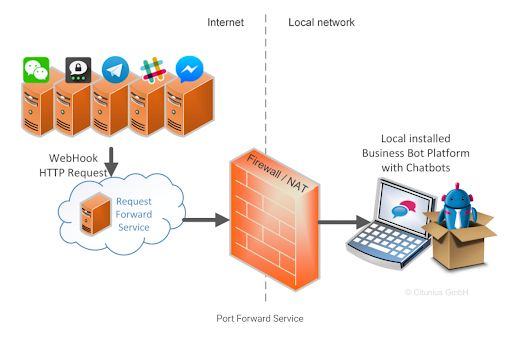 Internet
Local network
WebHook
HTTP Request
Request
Forward
Service
Firewall / NAT
Local installed
Business Bot Platform
with Chatbots
© Citunius GmbH
Port Forward Service